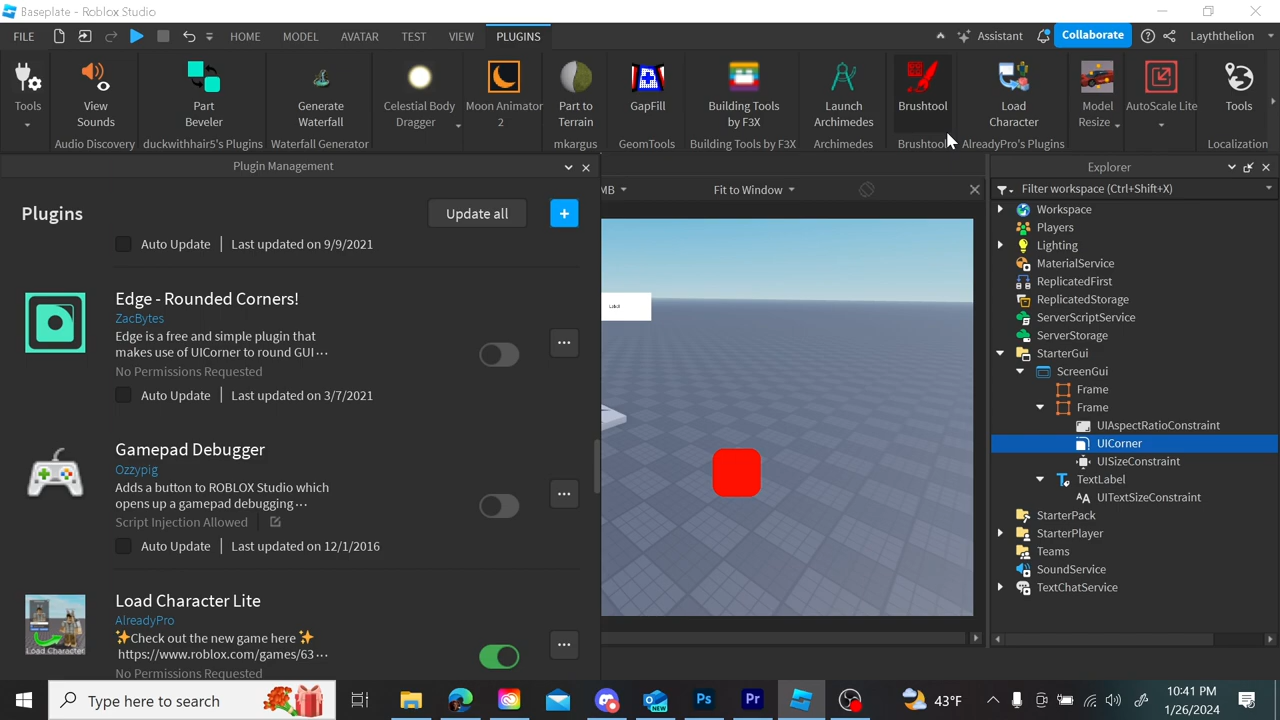 Baseplate - Roblox Studio
FILE HOME MODEL AVATAR TEST VIEW PLUGINS Assistant Collaborate Layththelion
Tools
View Sounds
Part Beveler
Generate Waterfall
Celestial Body Dragger
Moon Animator 2
Part to Terrain
GapFill
Building Tools by F3X
Launch Archimedes
Brushtool
Load Character
Model Resize
AutoScale Lite
Tools
Audio Discovery duckwithhair5's Plugins Waterfall Generator mkargus GeomTools Building Tools by F3X Archimedes Brushtool AlreadyPro's Plugins Localization
Plugin Management
Plugins Update all +
Auto Update | Last updated on 9/9/2021
Edge - Rounded Corners!
ZacBytes
Edge is a free and simple plugin that
makes use of UICorner to round GUI...
No Permissions Requested
Auto Update | Last updated on 3/7/2021
Gamepad Debugger
Ozzypig
Adds a button to ROBLOX Studio which
opens up a gamepad debugging...
Script Injection Allowed
Auto Update | Last updated on 12/1/2016
Load Character Lite
AlreadyPro
✨Check out the new game here ✨
https://www.roblox.com/games/63...
No Permissions Requested
Load Character
MB Fit to Window
Label
Explorer
Filter workspace (Ctrl+Shift+X)
Workspace
Players
Lighting
MaterialService
ReplicatedFirst
ReplicatedStorage
ServerScriptService
ServerStorage
StarterGui
ScreenGui
Frame
Frame
UIAspectRatioConstraint
UICorner
UISizeConstraint
TextLabel
UITextSizeConstraint
StarterPack
StarterPlayer
Teams
SoundService
TextChatService
Type here to search
NEW
Ps
Pr
43°F
10:41 PM
1/26/2024